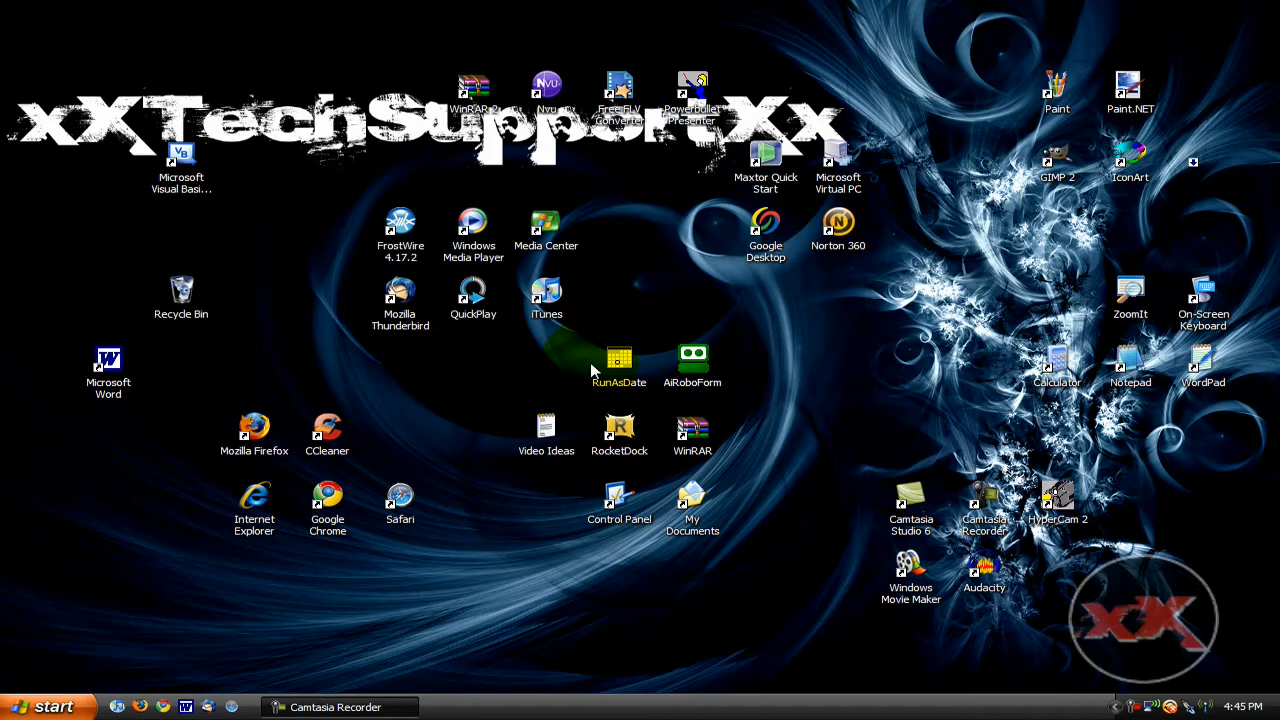 xXTechSupportXx
WinRAR 2
Nvu
Free FLV
Converter
Powerbullet
Presenter
Paint
Paint.NET
Microsoft
Visual Basi...
Maxtor Quick
Start
Microsoft
Virtual PC
GIMP 2
IconArt
FrostWire
4.17.2
Windows
Media Player
Media Center
Google
Desktop
Norton 360
Recycle Bin
Mozilla
Thunderbird
QuickPlay
iTunes
ZoomIt
On-Screen
Keyboard
Microsoft
Word
RunAsDate
AiRoboForm
Calculator
Notepad
WordPad
Mozilla Firefox
CCleaner
Video Ideas
RocketDock
WinRAR
Internet
Explorer
Google
Chrome
Safari
Control Panel
My
Documents
Camtasia
Studio 6
Camtasia
Recorder
HyperCam 2
Windows
Movie Maker
Audacity
xX
start
Camtasia Recorder
4:45 PM